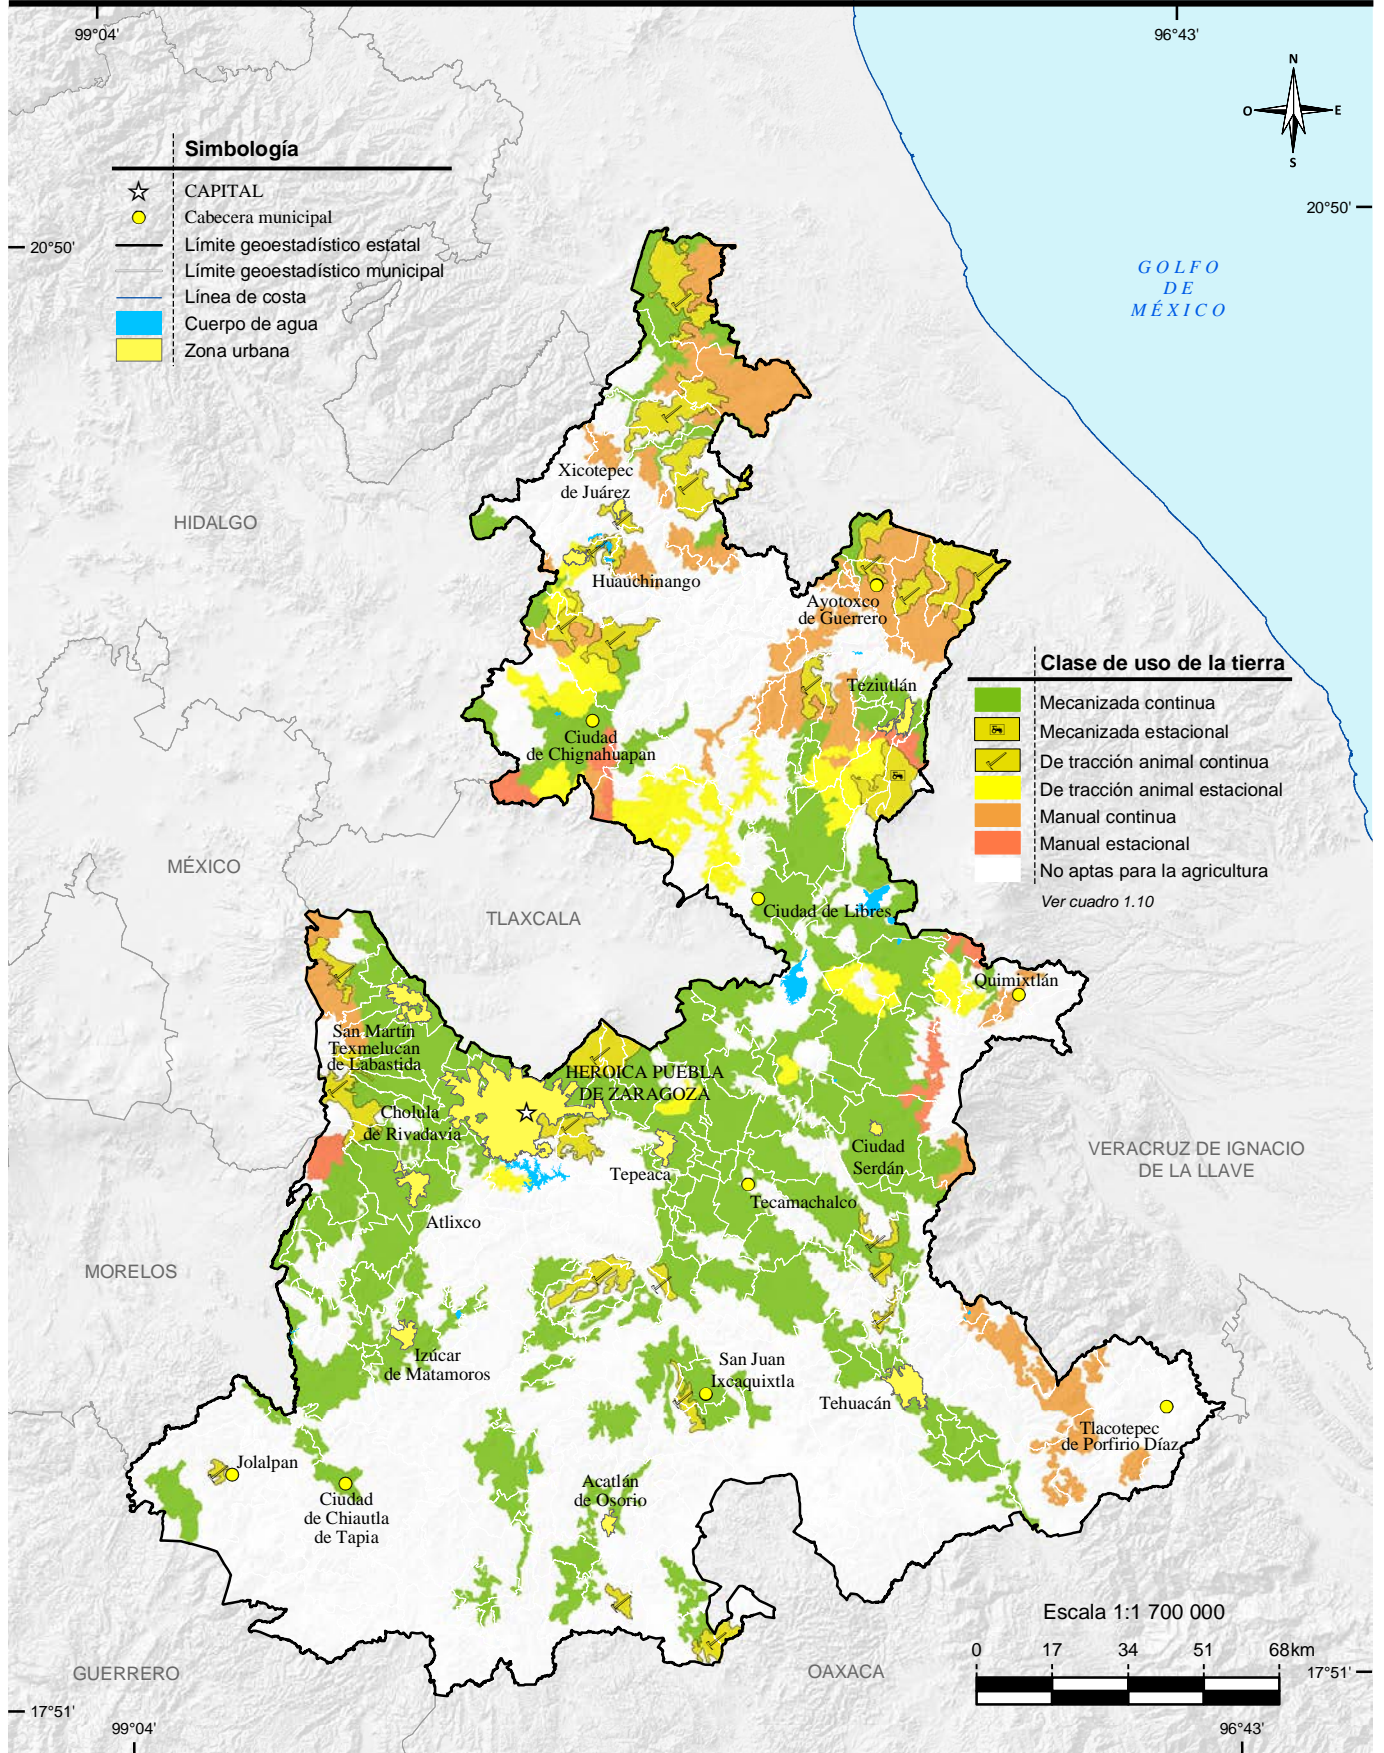 99°04'
96°43'
N
O
E
S
Simbología
CAPITAL
Cabecera municipal
Límite geoestadístico estatal
Límite geoestadístico municipal
Línea de costa
Cuerpo de agua
Zona urbana
20°50'
20°50'
GOLFO
DE
MÉXICO
HIDALGO
Xicotepec
de Juárez
Huauchinango
Ayotoxco
de Guerrero
Teziutlán
Clase de uso de la tierra
Mecanizada continua
Mecanizada estacional
De tracción animal continua
De tracción animal estacional
Manual continua
Manual estacional
No aptas para la agricultura
Ver cuadro 1.10
Ciudad
de Chignahuapan
MÉXICO
TLAXCALA
Ciudad de Libres
Quimixtlán
San Martín
Texmelucan
de Labastida
HEROICA PUEBLA
DE ZARAGOZA
Cholula
de Rivadavia
Ciudad
Serdán
Tepeaca
Tecamachalco
VERACRUZ DE IGNACIO
DE LA LLAVE
Atlixco
MORELOS
Izúcar
de Matamoros
San Juan
Ixcaquixtla
Tehuacán
Tlacotepec
de Porfirio Díaz
Jolalpan
Ciudad
de Chiautla
de Tapia
Acatlán
de Osorio
Escala 1:1 700 000
0 17 34 51 68km
GUERRERO
OAXACA
17°51'
17°51'
99°04'
96°43'